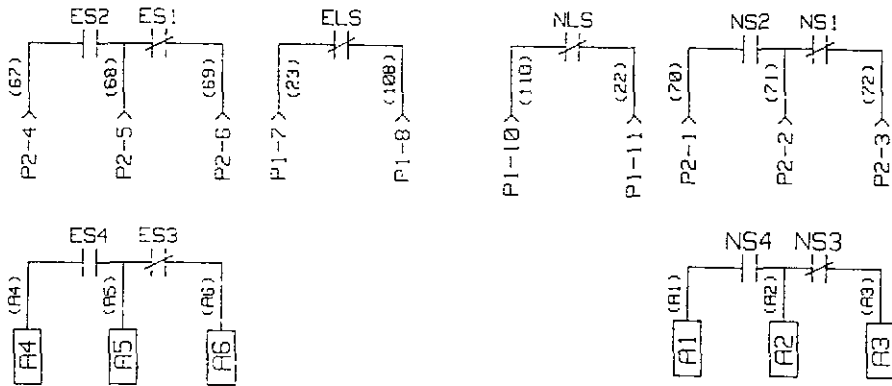 ES2 ES1
(67) (68) (69)
P2-4 P2-5 P2-6
ELS
(23) (108)
P1-7 P1-8
NLS
(110) (22)
P1-10 P1-11
NS2 NS1
(70) (71) (72)
P2-1 P2-2 P2-3
ES4 ES3
(A4) (A5) (A6)
A4 A5 A6
NS4 NS3
(A1) (A2) (A3)
A1 A2 A3